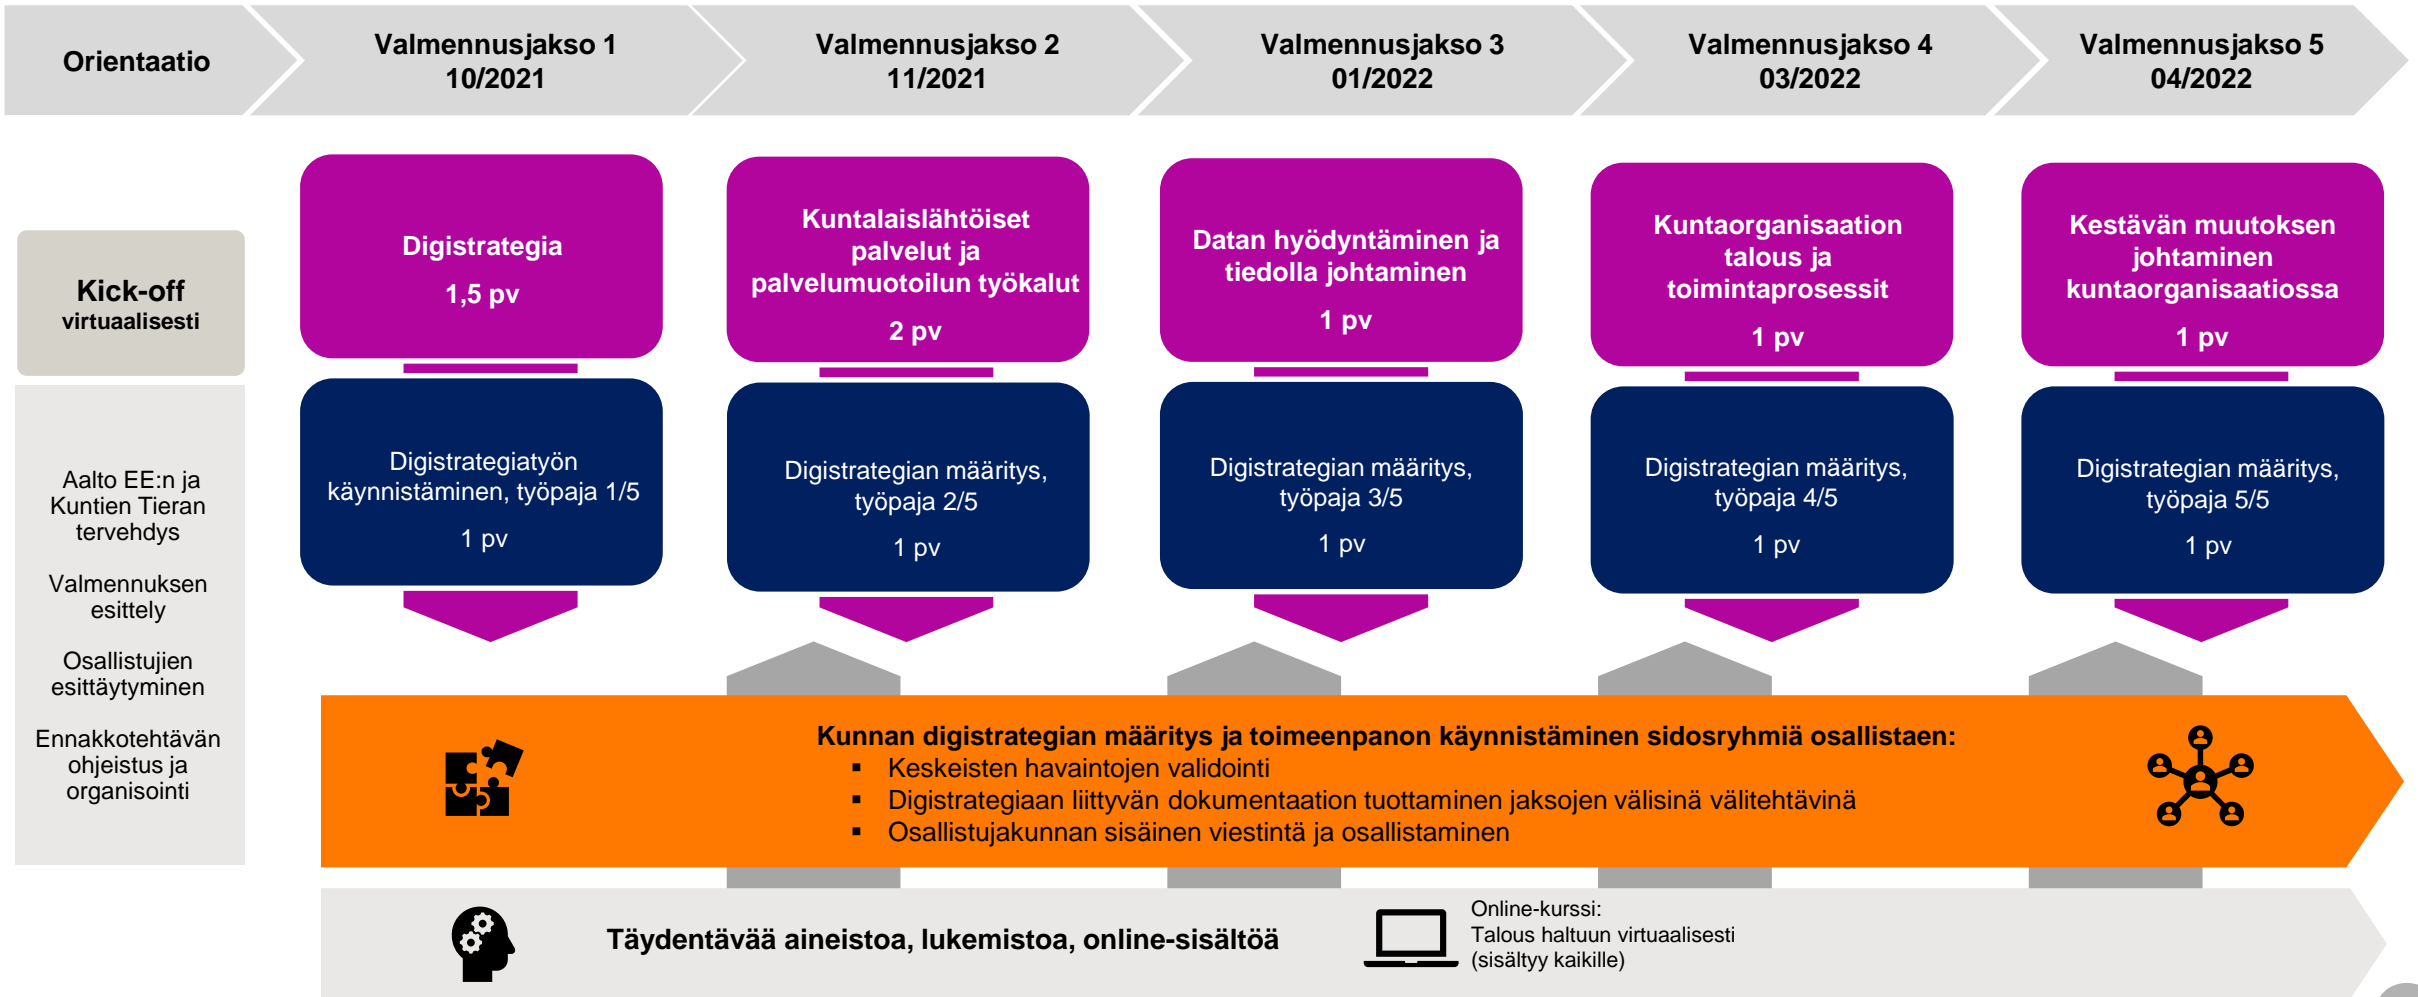 Orientaatio
Valmennusjakso 1
10/2021
Valmennusjakso 2
11/2021
Valmennusjakso 3
01/2022
Valmennusjakso 4
03/2022
Valmennusjakso 5
04/2022
Kick-off
virtuaalisesti
Aalto EE:n ja
Kuntien Tieran
tervehdys
Valmennuksen
esittely
Osallistujien
esittäytyminen
Ennakkotehtävän
ohjeistus ja
organisointi
Digistrategia
1,5 pv
Kuntalaislähtöiset
palvelut ja
palvelumuotoilun työkalut
2 pv
Datan hyödyntäminen ja
tiedolla johtaminen
1 pv
Kuntaorganisaation
talous ja
toimintaprosessit
1 pv
Kestävän muutoksen
johtaminen
kuntaorganisaatiossa
1 pv
Digistrategiatyön
käynnistäminen, työpaja 1/5
1 pv
Digistrategian määritys,
työpaja 2/5
1 pv
Digistrategian määritys,
työpaja 3/5
1 pv
Digistrategian määritys,
työpaja 4/5
1 pv
Digistrategian määritys,
työpaja 5/5
1 pv
Kunnan digistrategian määritys ja toimeenpanon käynnistäminen sidosryhmiä osallistaen:
▪ Keskeisten havaintojen validointi
▪ Digistrategiaan liittyvän dokumentaation tuottaminen jaksojen välisinä välitehtävinä
▪ Osallistujakunnan sisäinen viestintä ja osallistaminen
Täydentävää aineistoa, lukemistoa, online-sisältöä
Online-kurssi:
Talous haltuun virtuaalisesti
(sisältyy kaikille)